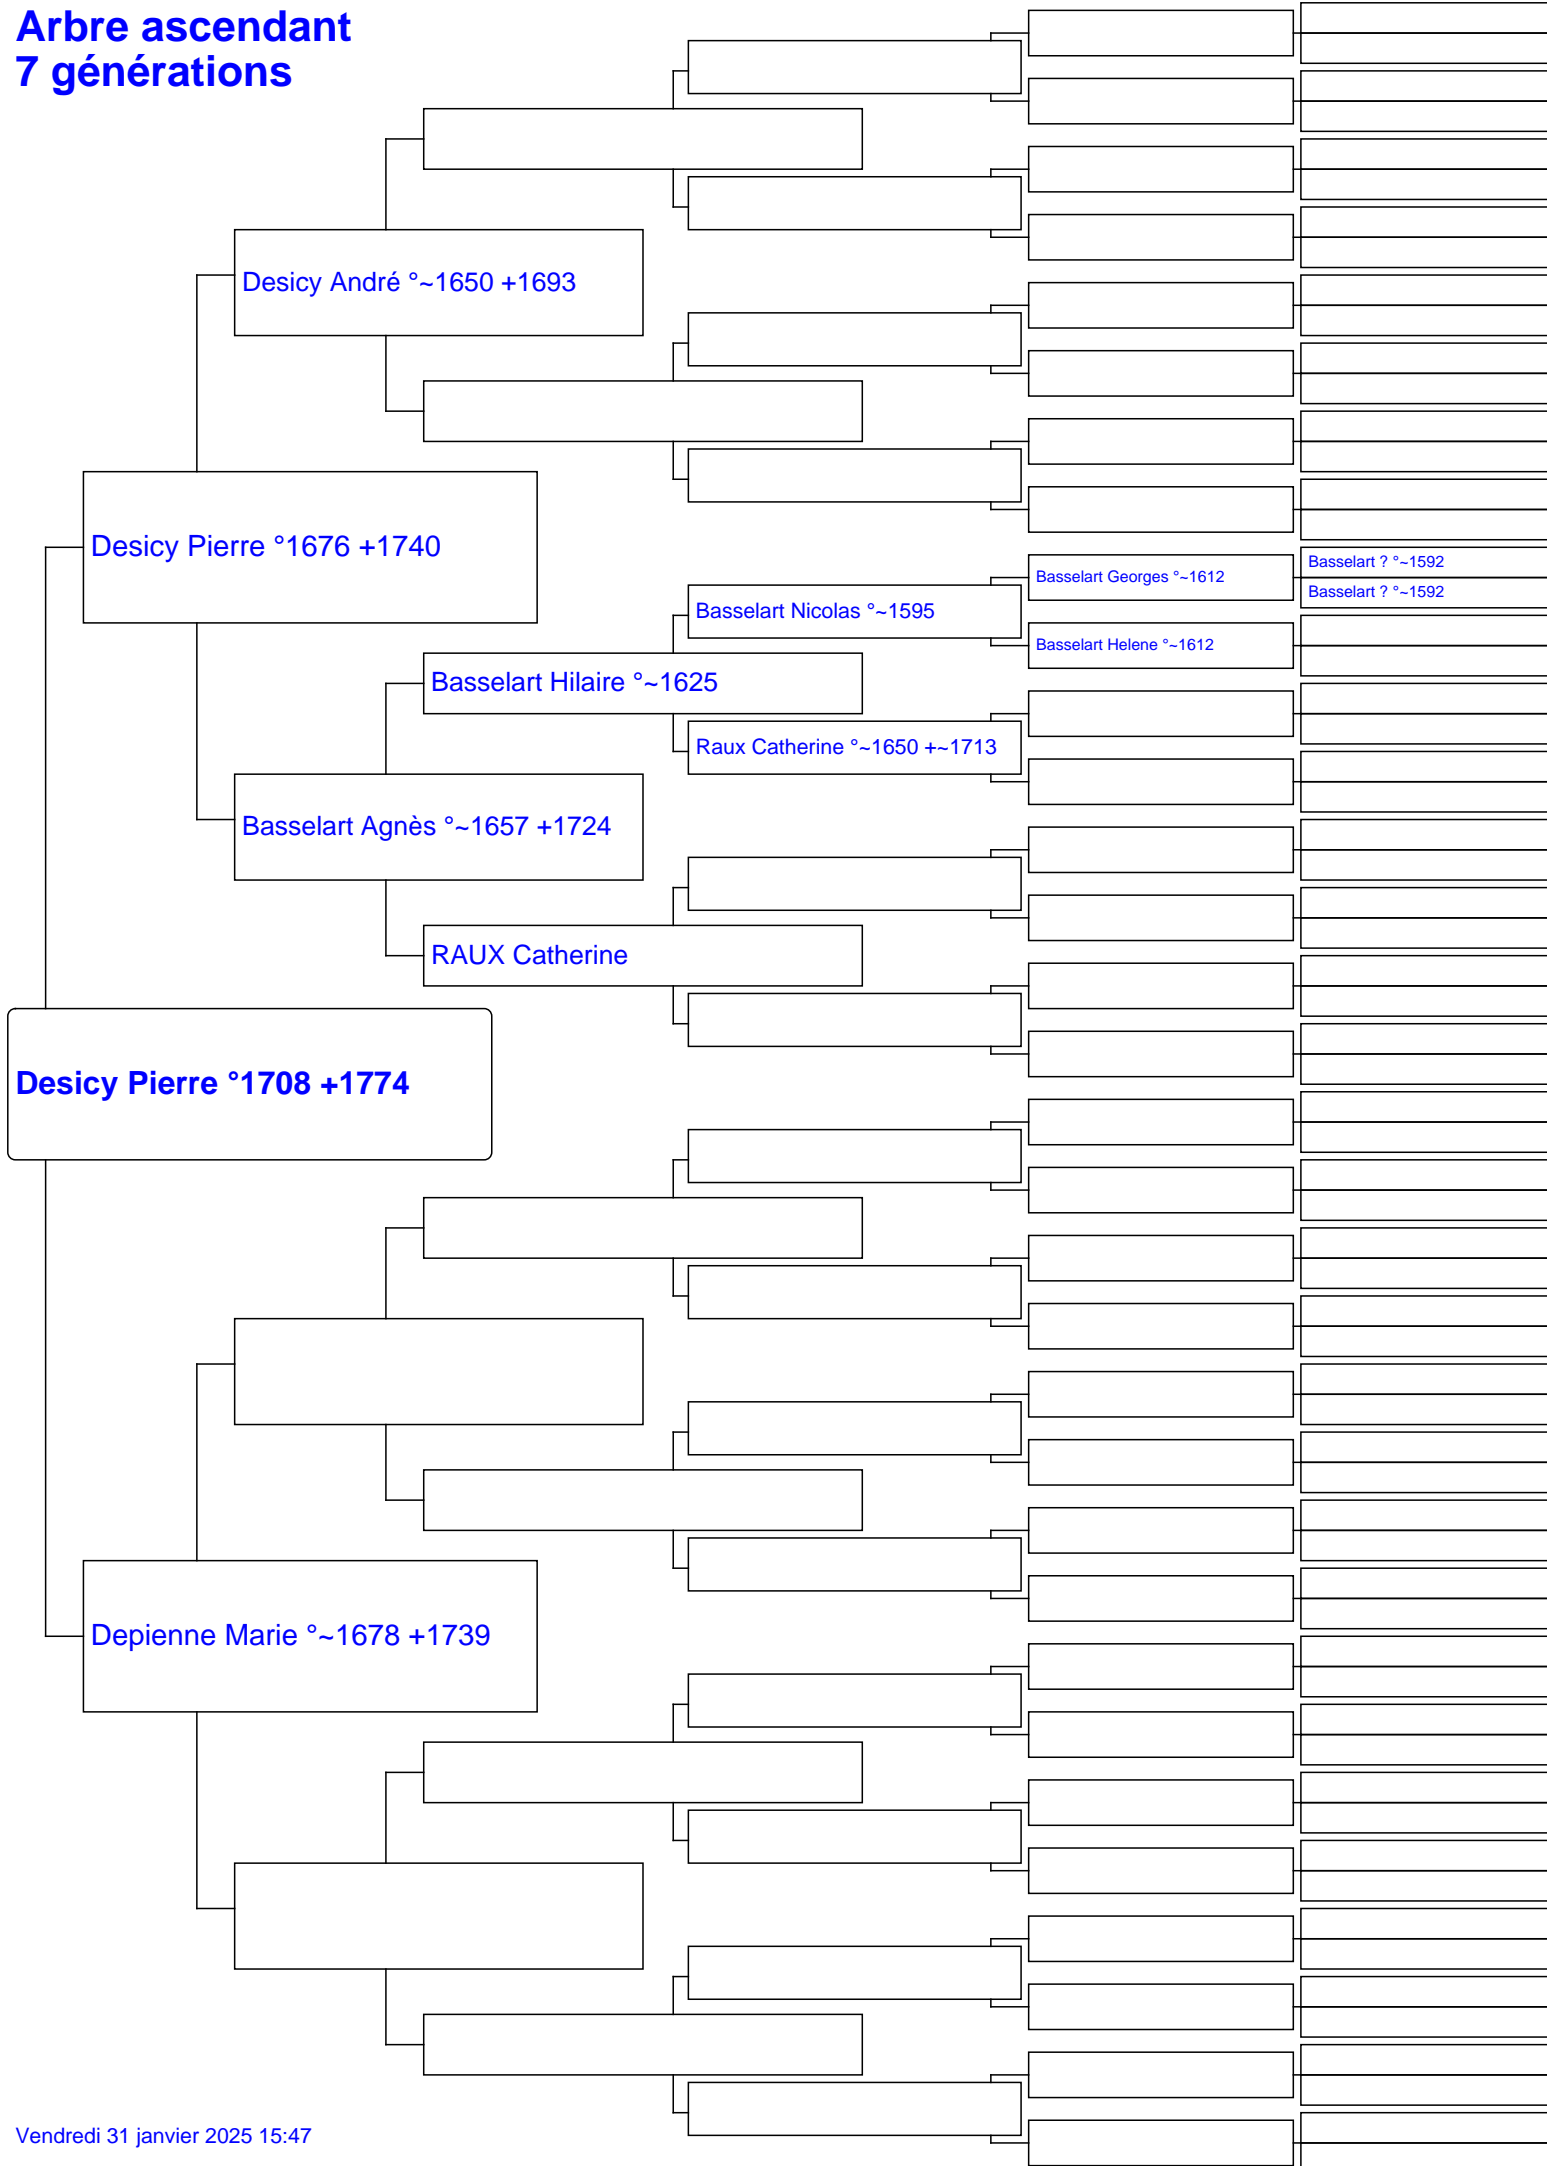 Arbre ascendant
7 générations
Desicy André °~1650 +1693
Desicy Pierre °1676 +1740
Basselart Georges °~1612
Basselart ? °~1592
Basselart ? °~1592
Basselart Nicolas °~1595
Basselart Helene °~1612
Basselart Hilaire °~1625
Raux Catherine °~1650 +~1713
Basselart Agnès °~1657 +1724
RAUX Catherine
Desicy Pierre °1708 +1774
Depienne Marie °~1678 +1739
Vendredi 31 janvier 2025 15:47